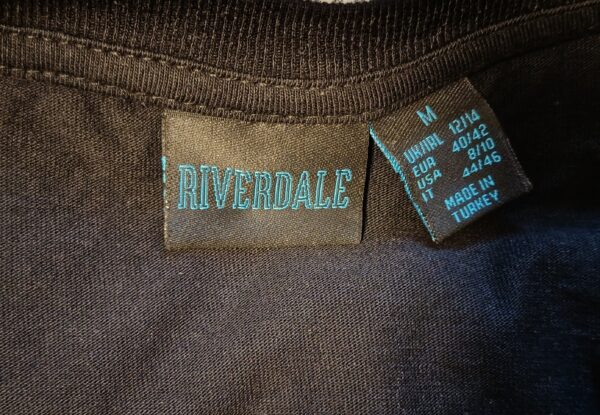 RIVERDALE
M
UK/IRL 12/14
EUR 40/42
USA 8/10
IT 44/46
MADE IN
TURKEY